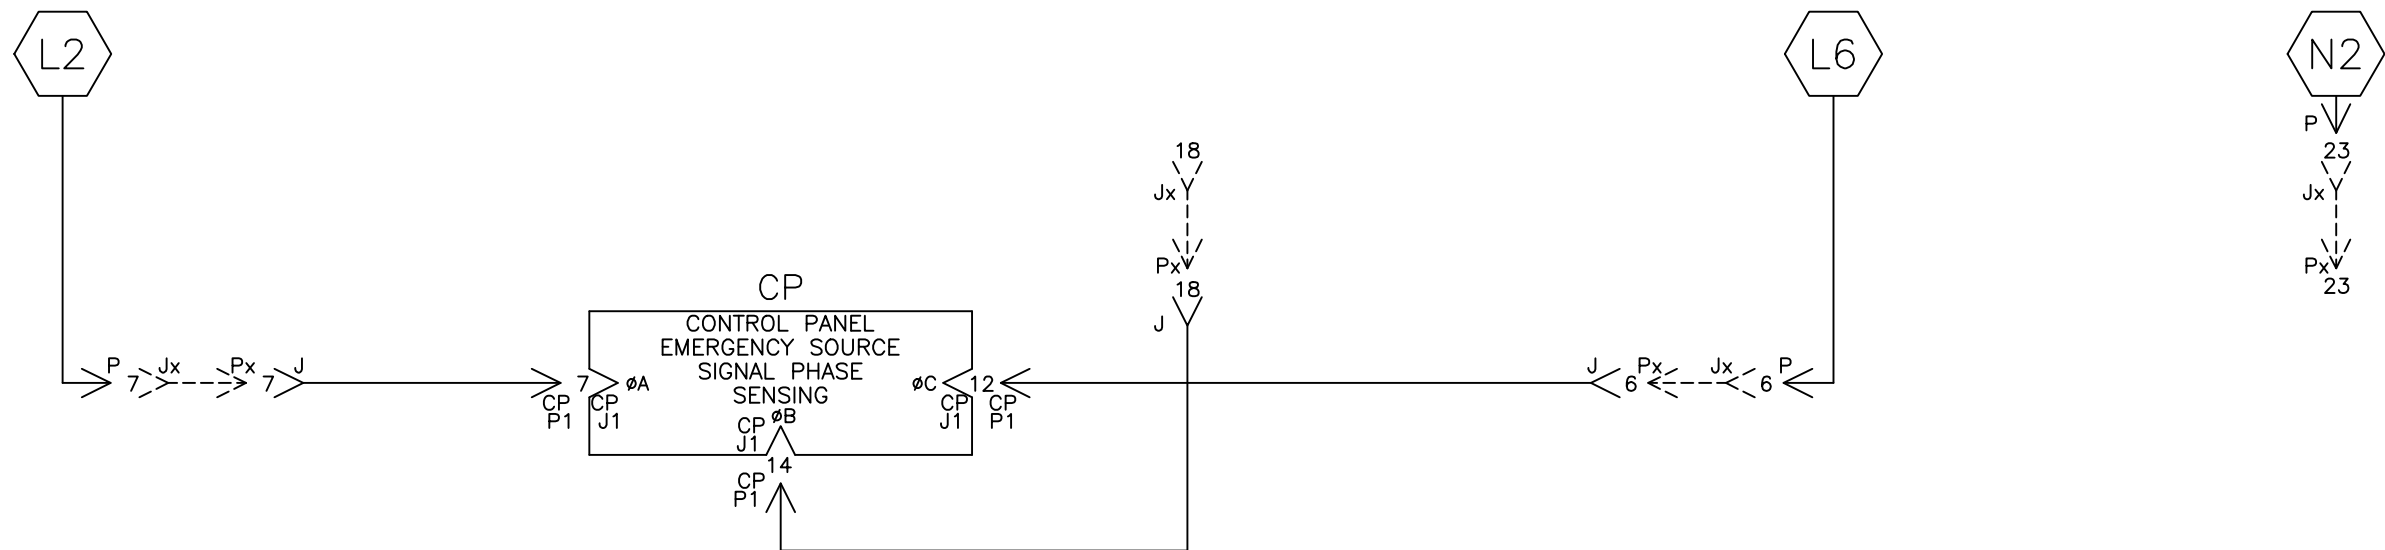 L2
L6
N2
P
23
Jx
Px
23
18
Jx
Px
18
J
CP
CONTROL PANEL
EMERGENCY SOURCE
SIGNAL PHASE
SENSING
P 7 Jx Px 7 J
7 øA
CP CP
P1 J1
øC 12
CP CP
J1 P1
øB
CP
J1
14
CP
P1
J 6 Px Jx 6 P